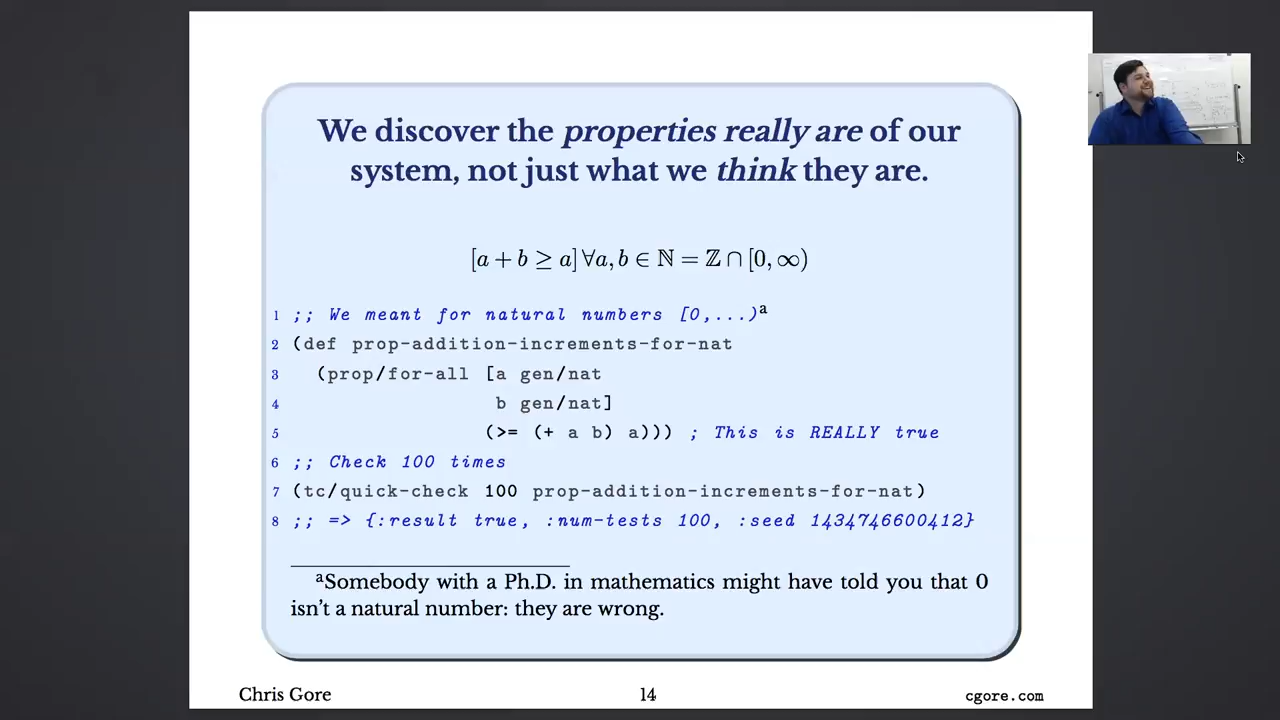 We discover the properties really are of our
system, not just what we think they are.
[a + b ≥ a] ∀a, b ∈ ℕ = ℤ ∩ [0, ∞)
1 ;; We meant for natural numbers [0,...)ᵃ
2 (def prop-addition-increments-for-nat
3 (prop/for-all [a gen/nat
4 b gen/nat]
5 (>= (+ a b) a))) ; This is REALLY true
6 ;; Check 100 times
7 (tc/quick-check 100 prop-addition-increments-for-nat)
8 ;; => {:result true, :num-tests 100, :seed 1434746600412}
ᵃSomebody with a Ph.D. in mathematics might have told you that 0
isn't a natural number: they are wrong.
Chris Gore 14 cgore.com